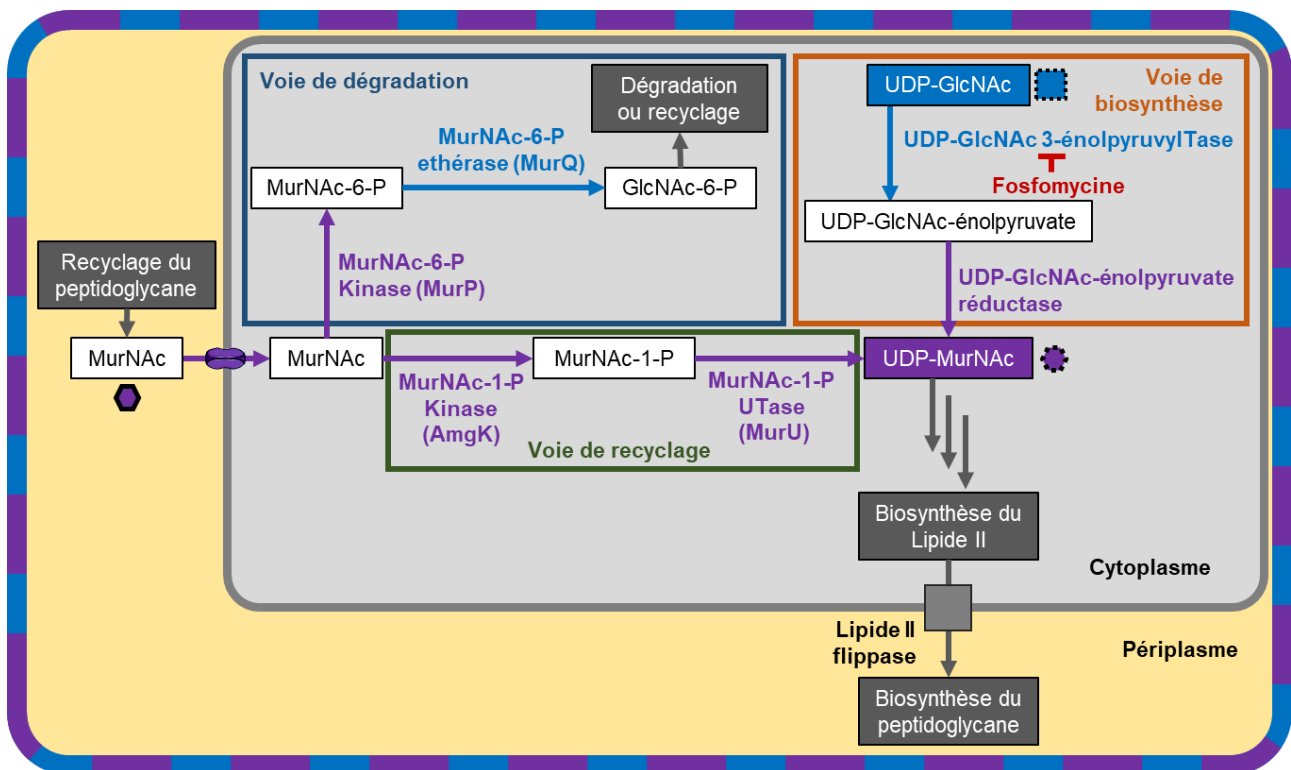 Voie de dégradation
Dégradation
ou recyclage
MurNAc-6-P
ethérase (MurQ)
MurNAc-6-P
GlcNAc-6-P
MurNAc-6-P
Kinase (MurP)
UDP-GlcNAc
Voie de
biosynthèse
UDP-GlcNAc 3-énolpyruvylTase
Fosfomycine
UDP-GlcNAc-énolpyruvate
UDP-GlcNAc-énolpyruvate
réductase
Recyclage du
peptidoglycane
MurNAc
MurNAc
MurNAc-1-P
UDP-MurNAc
MurNAc-1-P
Kinase
(AmgK)
MurNAc-1-P
UTase
(MurU)
Voie de recyclage
Biosynthèse du
Lipide II
Cytoplasme
Lipide II
flippase
Périplasme
Biosynthèse du
peptidoglycane